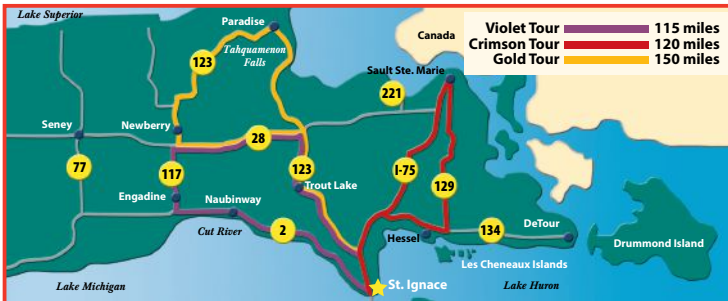 Lake Superior
Paradise
Canada
Violet Tour 115 miles
Crimson Tour 120 miles
Gold Tour 150 miles
123
Tahquamenon
Falls
Sault Ste. Marie
221
Seney
Newberry
28
77
117
123
I-75
129
Trout Lake
Engadine
Naubinway
2
Cut River
Hessel
134
DeTour
Drummond Island
Les Cheneaux Islands
Lake Michigan
St. Ignace
Lake Huron